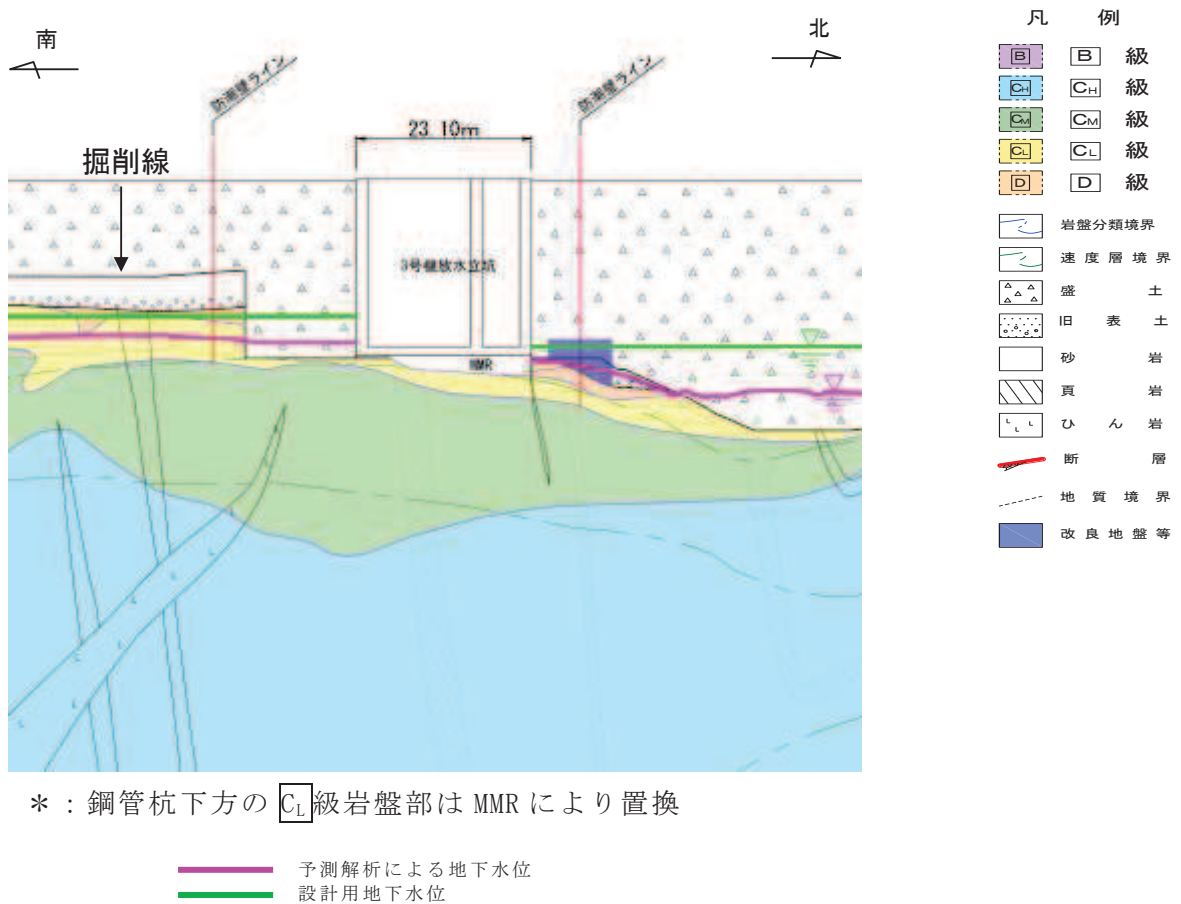 南
北
防潮壁ライン
防潮壁ライン
23.10m
掘削線
3号機放水立坑
MMR
凡 例
B B 級
CH CH 級
CM CM 級
CL CL 級
D D 級
岩盤分類境界
速度層境界
盛 土
旧 表 土
砂 岩
頁 岩
ひ ん 岩
断 層
地 質 境 界
改 良 地 盤 等
*:鋼管杭下方の CL 級岩盤部は MMR により置換
予測解析による地下水位
設計用地下水位